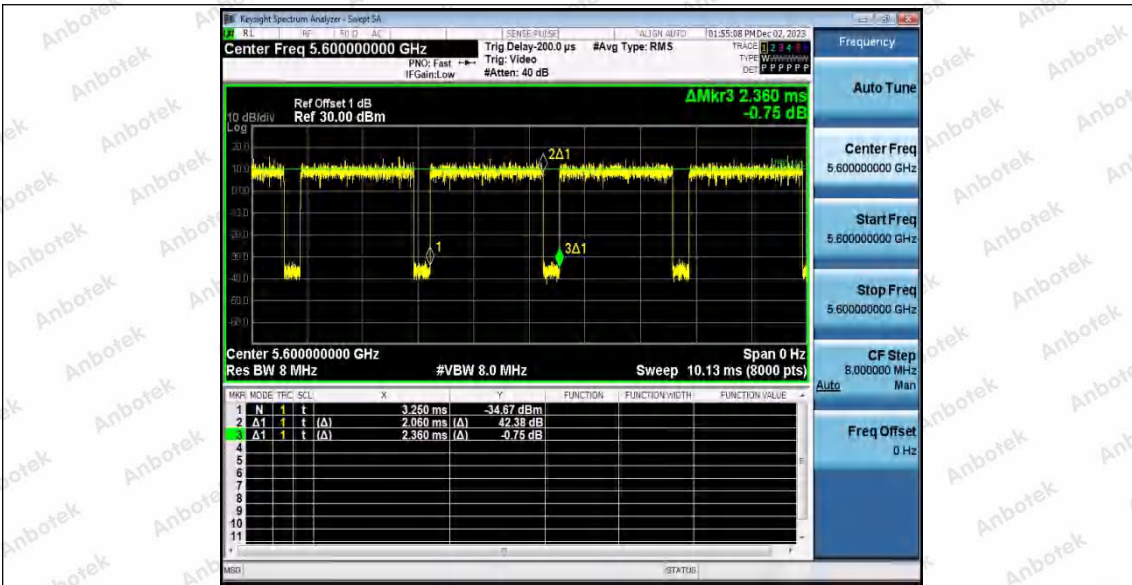 Keysight Spectrum Analyzer - Swept SA
RL RF 50 Ω AC SENSE:PULSE ALIGN AUTO 01:55:08 PM Dec 02, 2023
Center Freq 5.600000000 GHz
Trig Delay-200.0 µs #Avg Type: RMS
TRACE 1 2 3 4 5 6
PNO: Fast Trig: Video
TYPE
IFGain:Low #Atten: 40 dB
DET P P P P P P
ΔMkr3 2.360 ms
-0.75 dB
Ref Offset 1 dB
10 dB/div Ref 30.00 dBm
Log
20.0
10.0
0.00
2Δ1
1
3Δ1
Center 5.600000000 GHz Span 0 Hz
Res BW 8 MHz #VBW 8.0 MHz Sweep 10.13 ms (8000 pts)
MKR MODE TRC SCL X Y FUNCTION FUNCTION WIDTH FUNCTION VALUE
1 N 1 t 3.250 ms -34.67 dBm
2 Δ1 1 t (Δ) 2.060 ms (Δ) 42.38 dB
3 Δ1 1 t (Δ) 2.360 ms (Δ) -0.75 dB
4
5
6
7
8
9
10
11
MSG STATUS
Frequency
Auto Tune
Center Freq
5.600000000 GHz
Start Freq
5.600000000 GHz
Stop Freq
5.600000000 GHz
CF Step
8.000000 MHz
Auto Man
Freq Offset
0 Hz
Anbotek